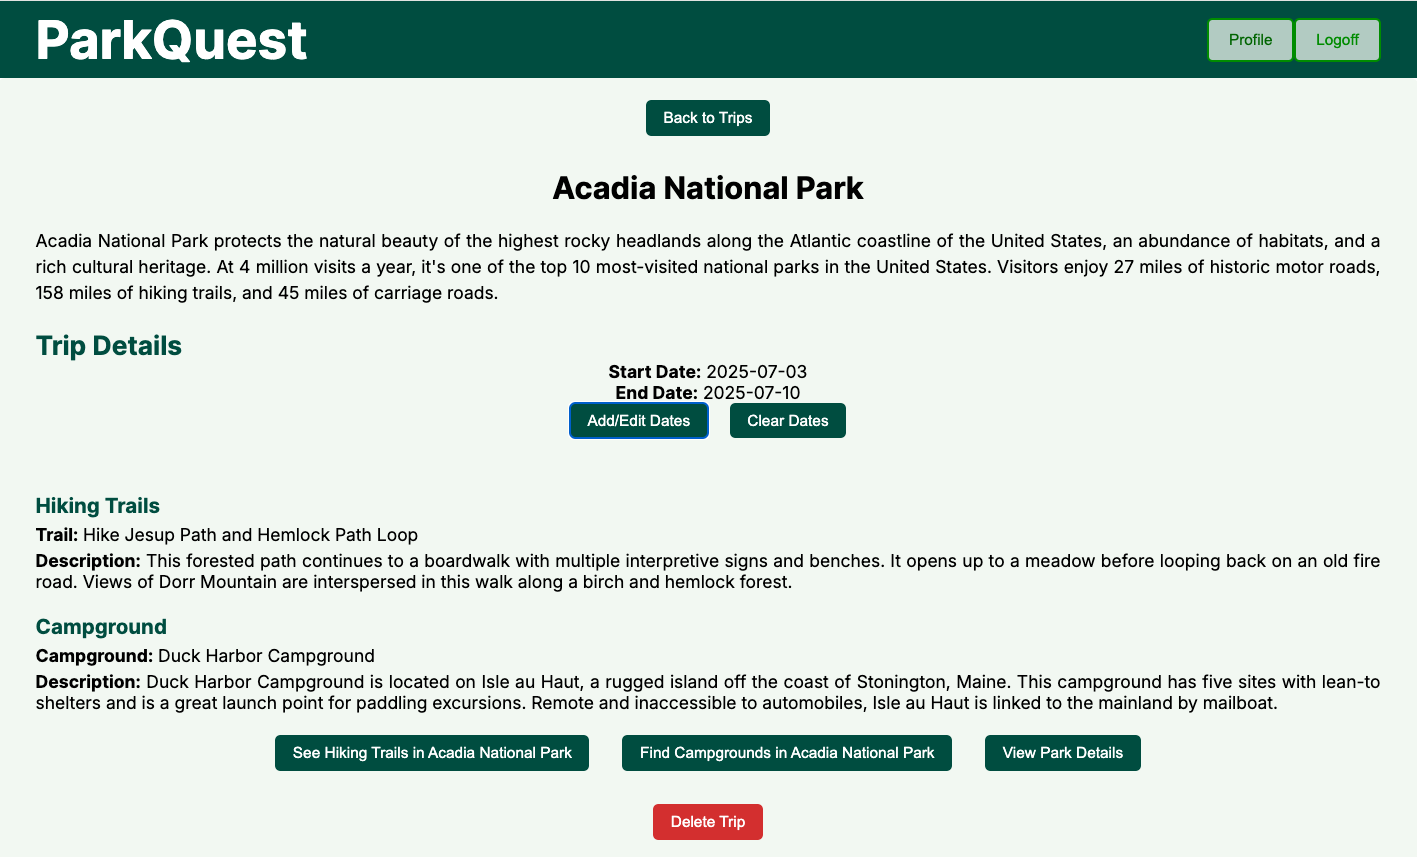 ParkQuest
Profile
Logoff
Back to Trips
Acadia National Park
Acadia National Park protects the natural beauty of the highest rocky headlands along the Atlantic coastline of the United States, an abundance of habitats, and a
rich cultural heritage. At 4 million visits a year, it's one of the top 10 most-visited national parks in the United States. Visitors enjoy 27 miles of historic motor roads,
158 miles of hiking trails, and 45 miles of carriage roads.
Trip Details
Start Date: 2025-07-03
End Date: 2025-07-10
Add/Edit Dates
Clear Dates
Hiking Trails
Trail: Hike Jesup Path and Hemlock Path Loop
Description: This forested path continues to a boardwalk with multiple interpretive signs and benches. It opens up to a meadow before looping back on an old fire
road. Views of Dorr Mountain are interspersed in this walk along a birch and hemlock forest.
Campground
Campground: Duck Harbor Campground
Description: Duck Harbor Campground is located on Isle au Haut, a rugged island off the coast of Stonington, Maine. This campground has five sites with lean-to
shelters and is a great launch point for paddling excursions. Remote and inaccessible to automobiles, Isle au Haut is linked to the mainland by mailboat.
See Hiking Trails in Acadia National Park
Find Campgrounds in Acadia National Park
View Park Details
Delete Trip